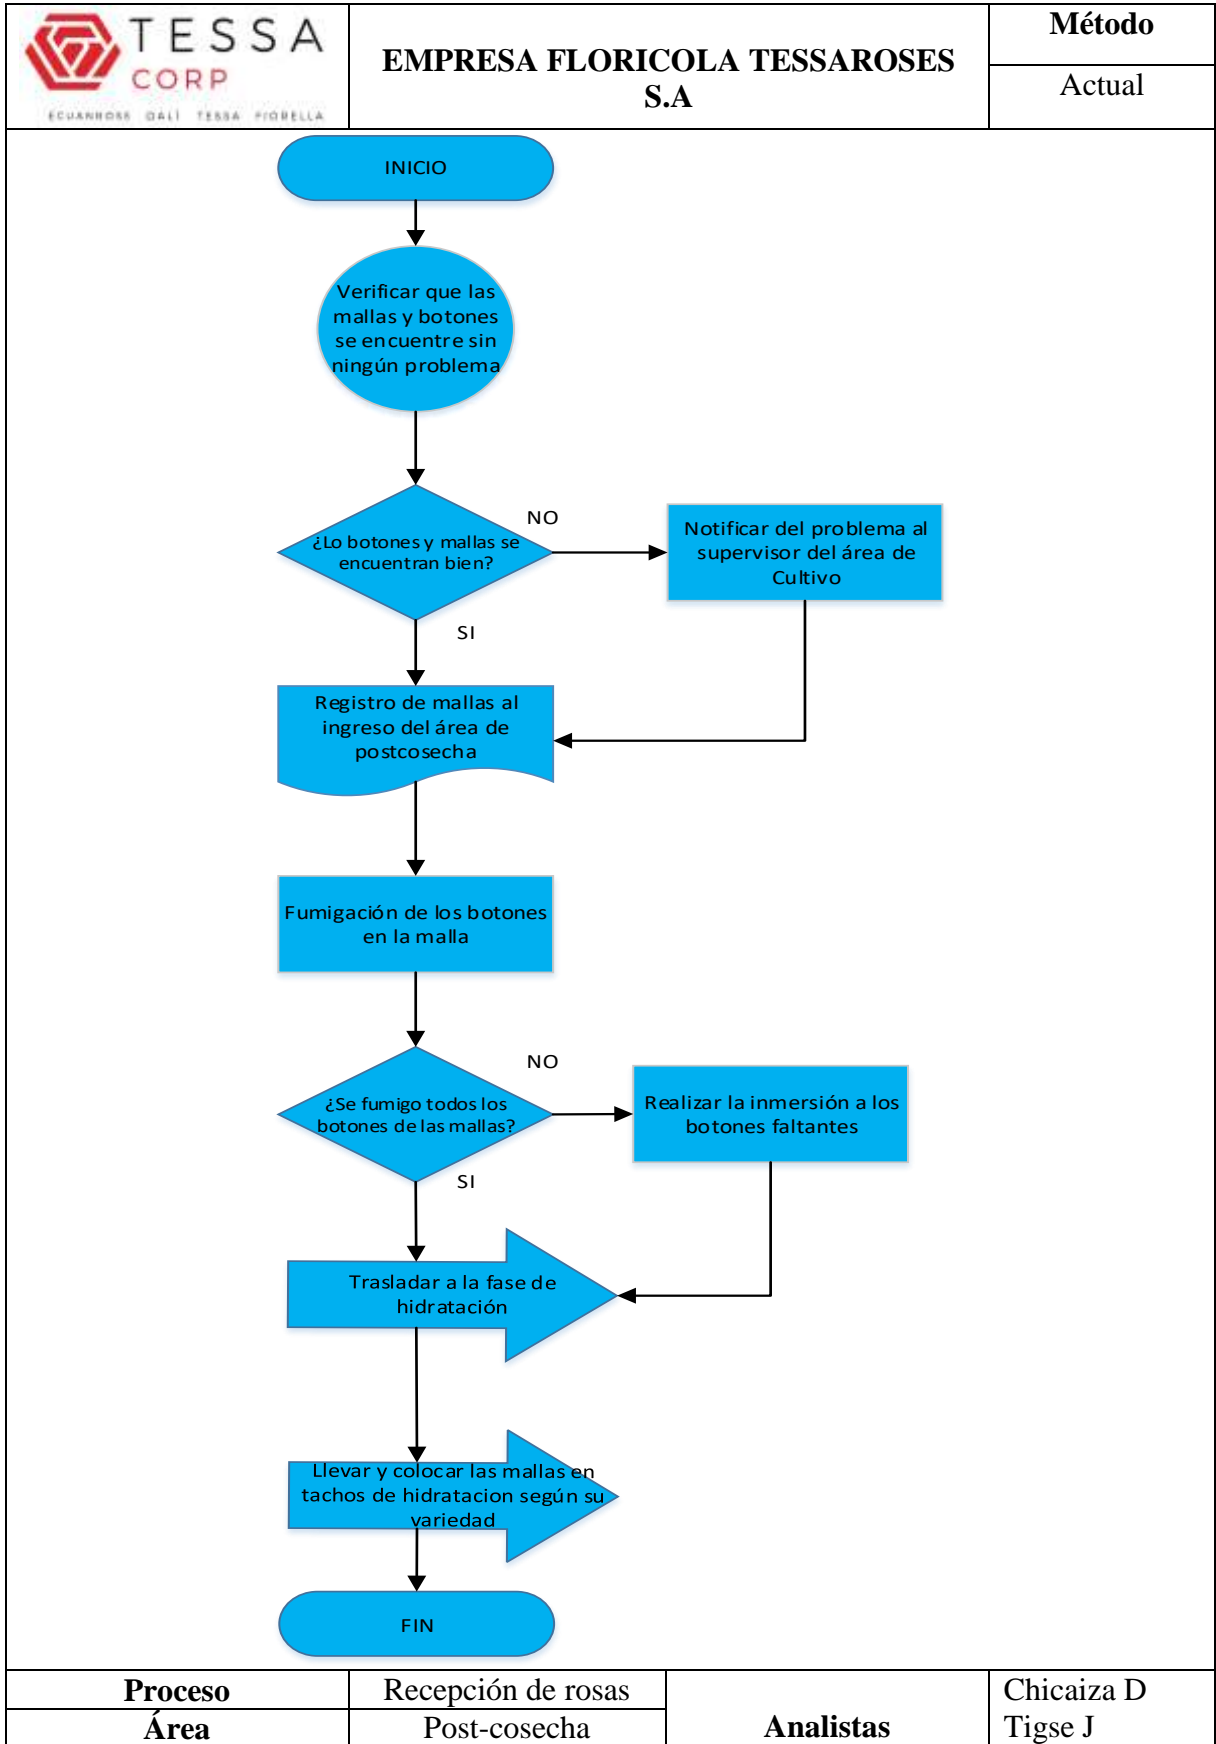 TESSA
CORP
ECUANROSS DALÍ TESSA FIORELLA
EMPRESA FLORICOLA TESSAROSES
S.A
Método
Actual
INICIO
Verificar que las
mallas y botones
se encuentre sin
ningún problema
¿Lo botones y mallas se
encuentran bien?
NO
Notificar del problema al
supervisor del área de
Cultivo
SI
Registro de mallas al
ingreso del área de
postcosecha
Fumigación de los botones
en la malla
¿Se fumigo todos los
botones de las mallas?
NO
Realizar la inmersión a los
botones faltantes
SI
Trasladar a la fase de
hidratación
Llevar y colocar las mallas en
tachos de hidratacion según su
variedad
FIN
Proceso
Recepción de rosas
Área
Post-cosecha
Analistas
Chicaiza D
Tigse J